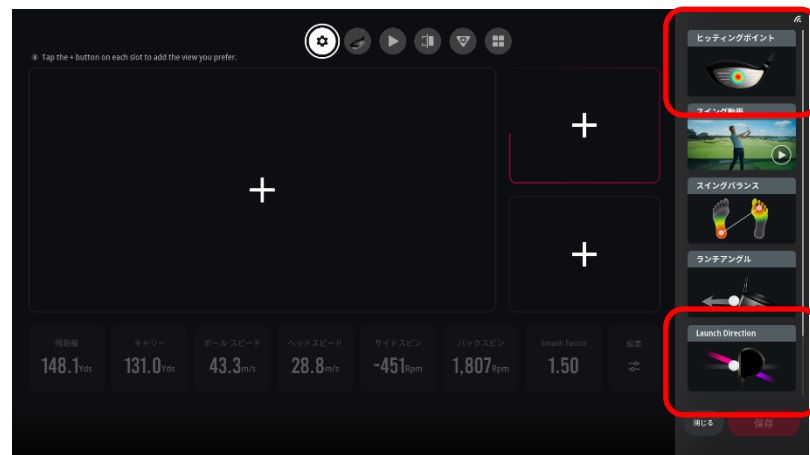 Tap the + button on each slot to add the view you prefer.
ヒッティングポイント
スイング動画
スイングバランス
ランチアングル
Launch Direction
飛距離
148.1Yds
キャリー
131.0Yds
ボールスピード
43.3m/s
ヘッドスピード
28.8m/s
サイドスピン
-451Rpm
バックスピン
1,807Rpm
Smash Factor
1.50
編集
閉じる
保存